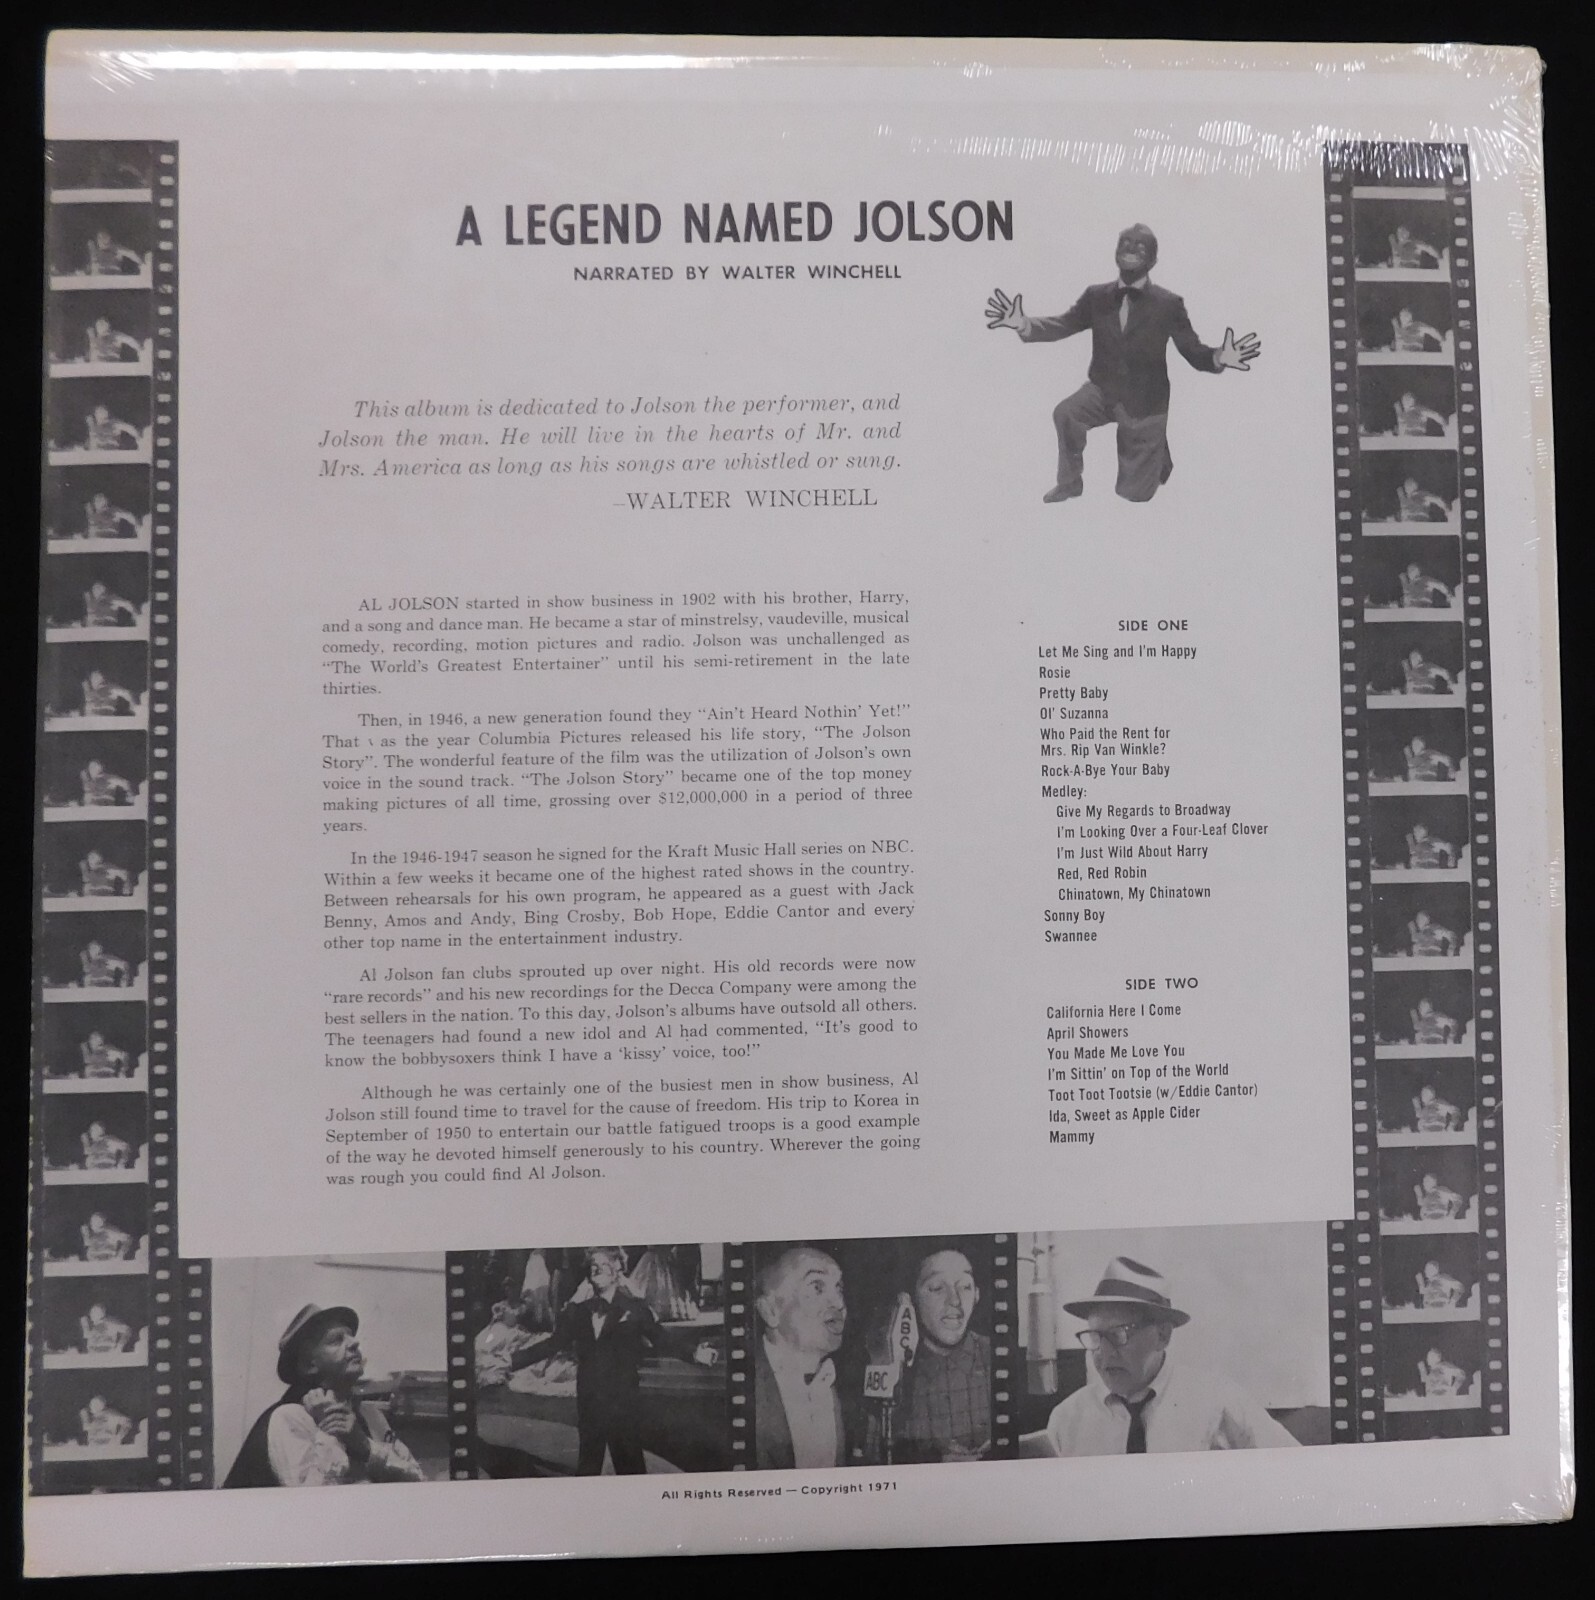 A LEGEND NAMED JOLSON
NARRATED BY WALTER WINCHELL
This album is dedicated to Jolson the performer, and
Jolson the man. He will live in the hearts of Mr. and
Mrs. America as long as his songs are whistled or sung.
–WALTER WINCHELL
AL JOLSON started in show business in 1902 with his brother, Harry,
and a song and dance man. He became a star of minstrelsy, vaudeville, musical
comedy, recording, motion pictures and radio. Jolson was unchallenged as
“The World’s Greatest Entertainer” until his semi-retirement in the late
thirties.
Then, in 1946, a new generation found they “Ain’t Heard Nothin’ Yet!”
That as the year Columbia Pictures released his life story, “The Jolson
Story”. The wonderful feature of the film was the utilization of Jolson’s own
voice in the sound track. “The Jolson Story” became one of the top money
making pictures of all time, grossing over $12,000,000 in a period of three
years.
In the 1946-1947 season he signed for the Kraft Music Hall series on NBC.
Within a few weeks it became one of the highest rated shows in the country.
Between rehearsals for his own program, he appeared as a guest with Jack
Benny, Amos and Andy, Bing Crosby, Bob Hope, Eddie Cantor and every
other top name in the entertainment industry.
Al Jolson fan clubs sprouted up over night. His old records were now
“rare records” and his new recordings for the Decca Company were among the
best sellers in the nation. To this day, Jolson’s albums have outsold all others.
The teenagers had found a new idol and Al had commented, “It’s good to
know the bobbysoxers think I have a ‘kissy’ voice, too!”
Although he was certainly one of the busiest men in show business, Al
Jolson still found time to travel for the cause of freedom. His trip to Korea in
September of 1950 to entertain our battle fatigued troops is a good example
of the way he devoted himself generously to his country. Wherever the going
was rough you could find Al Jolson.
SIDE ONE
Let Me Sing and I'm Happy
Rosie
Pretty Baby
Ol' Suzanna
Who Paid the Rent for
Mrs. Rip Van Winkle?
Rock-A-Bye Your Baby
Medley:
Give My Regards to Broadway
I'm Looking Over a Four-Leaf Clover
I'm Just Wild About Harry
Red, Red Robin
Chinatown, My Chinatown
Sonny Boy
Swannee
SIDE TWO
California Here I Come
April Showers
You Made Me Love You
I'm Sittin' on Top of the World
Toot Toot Tootsie (w/Eddie Cantor)
Ida, Sweet as Apple Cider
Mammy
ABC
ABC
All Rights Reserved — Copyright 1971